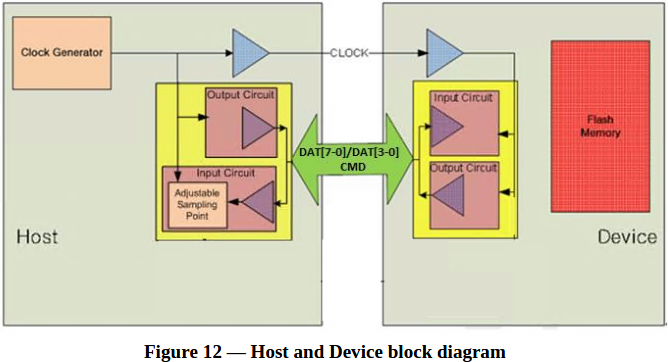 Clock Generator
CLOCK
Output Circuit
Input Circuit
Adjustable
Sampling
Point
Host
DAT[7-0]/DAT[3-0]
CMD
Input Circuit
Output Circuit
Flash
Memory
Device
Figure 12 — Host and Device block diagram